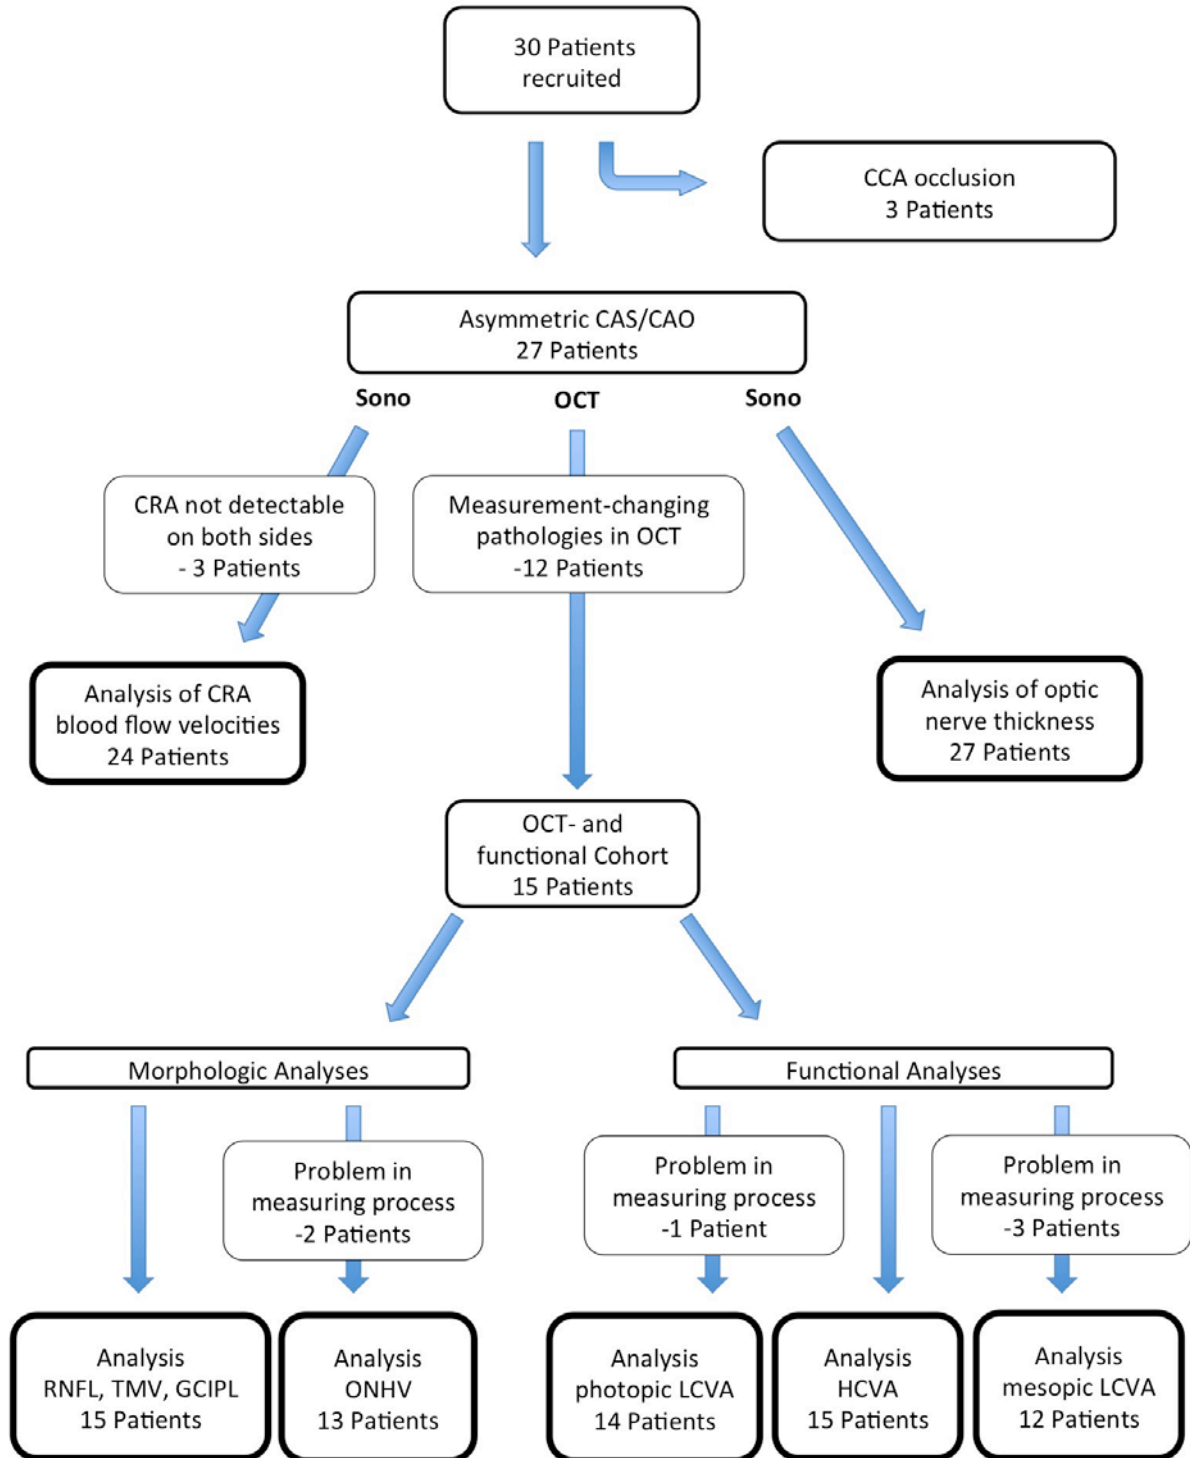 30 Patients
recruited
CCA occlusion
3 Patients
Asymmetric CAS/CAO
27 Patients
Sono
OCT
Sono
CRA not detectable
on both sides
- 3 Patients
Measurement-changing
pathologies in OCT
-12 Patients
Analysis of CRA
blood flow velocities
24 Patients
Analysis of optic
nerve thickness
27 Patients
OCT- and
functional Cohort
15 Patients
Morphologic Analyses
Functional Analyses
Problem in
measuring process
-2 Patients
Problem in
measuring process
-1 Patient
Problem in
measuring process
-3 Patients
Analysis
RNFL, TMV, GCIPL
15 Patients
Analysis
ONHV
13 Patients
Analysis
photopic LCVA
14 Patients
Analysis
HCVA
15 Patients
Analysis
mesopic LCVA
12 Patients